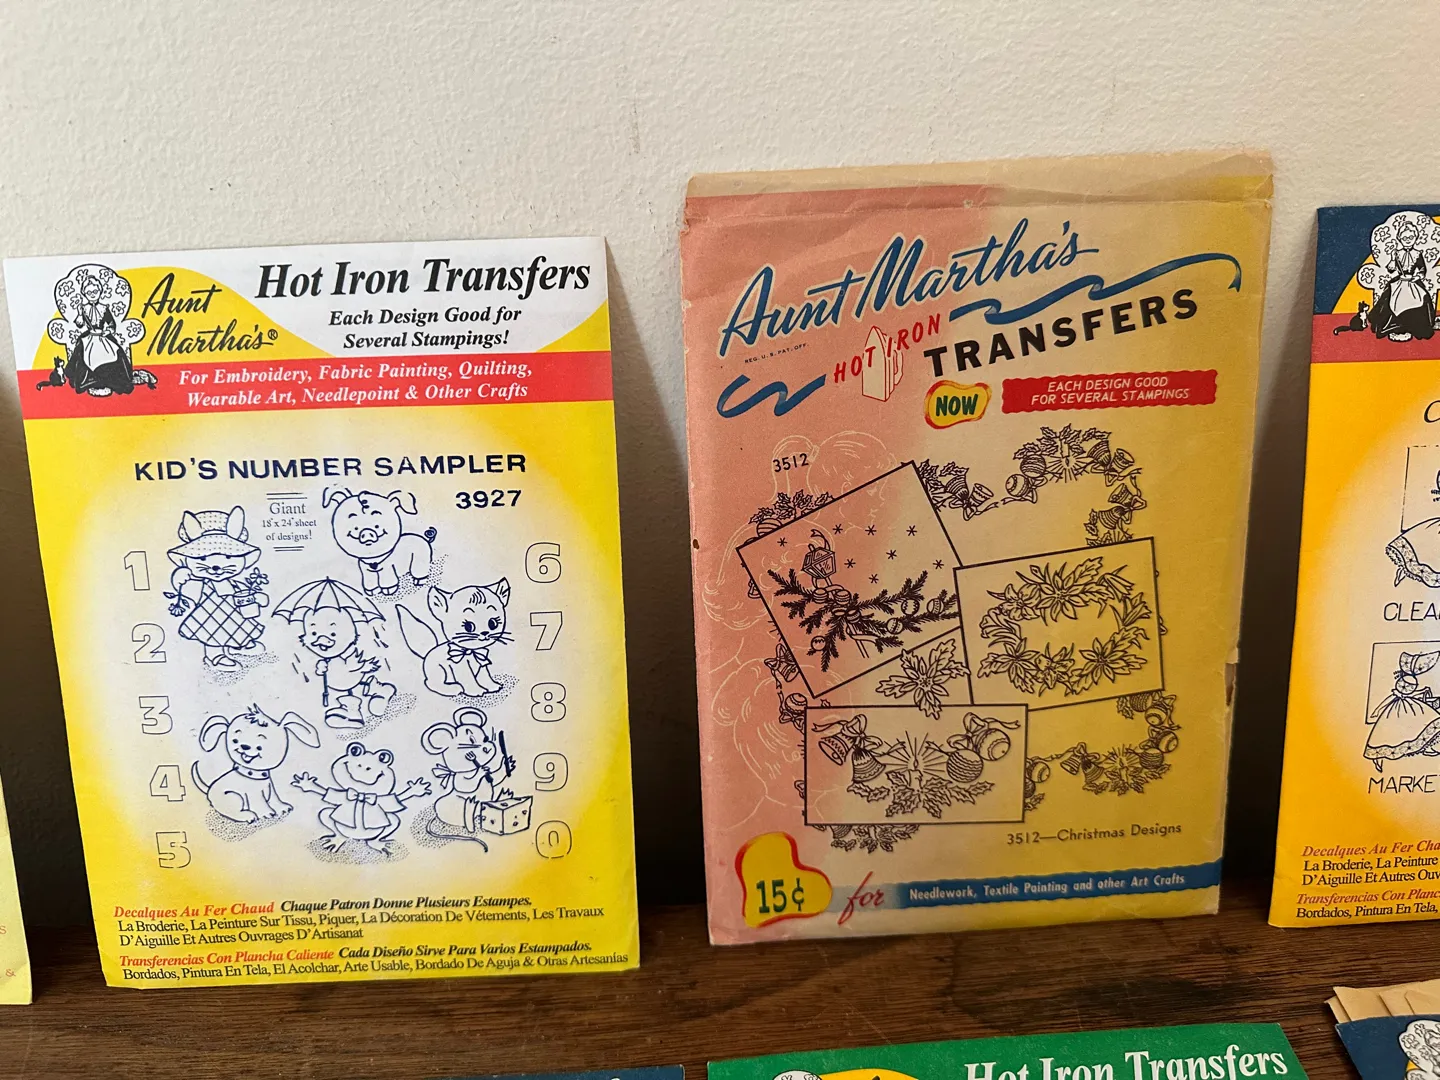 Aunt
Martha's®
Hot Iron Transfers
Each Design Good for
Several Stampings!
For Embroidery, Fabric Painting, Quilting,
Wearable Art, Needlepoint & Other Crafts
KID'S NUMBER SAMPLER
3927
Giant
18" x 24" sheet
of designs!
1
2
3
4
5
6
7
8
9
0
Decalques Au Fer Chaud Chaque Patron Donne Plusieurs Estampes.
La Broderie, La Peinture Sur Tissu, Piquer, La Décoration De Vétements, Les Travaux
D'Aiguille Et Autres Ouvrages D'Artisanat
Transferencias Con Plancha Caliente Cada Diseño Sirve Para Varios Estampados.
Bordados, Pintura En Tela, El Acolchar, Arte Usable, Bordado De Aguja & Otras Artesanías
Aunt Martha's
REG. U.S. PAT. OFF.
HOT IRON
TRANSFERS
NOW
EACH DESIGN GOOD
FOR SEVERAL STAMPINGS
3512
3512—Christmas Designs
15¢
for
Needlework, Textile Painting and other Art Crafts
MARKE
Decalques Au Fer Cha
La Broderie, La Peinture
D'Aiguille Et Autres Ouv
Transferencias Con Planc
Bordados, Pintura En Tela,
&
Hot Iron Transfers
Aunt